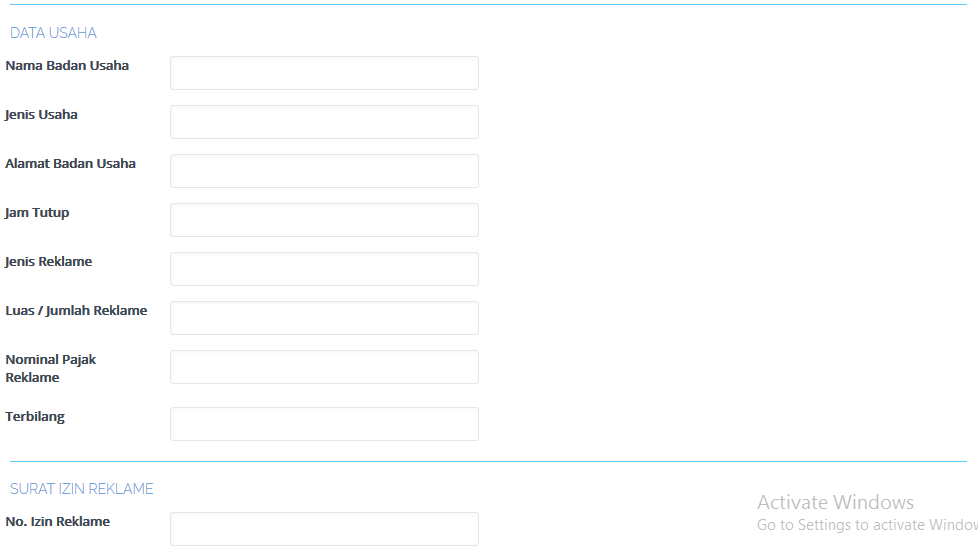 DATA USAHA
Nama Badan Usaha
Jenis Usaha
Alamat Badan Usaha
Jam Tutup
Jenis Reklame
Luas / Jumlah Reklame
Nominal Pajak
Reklame
Terbilang
SURAT IZIN REKLAME
No. Izin Reklame
Activate Windows
Go to Settings to activate Window